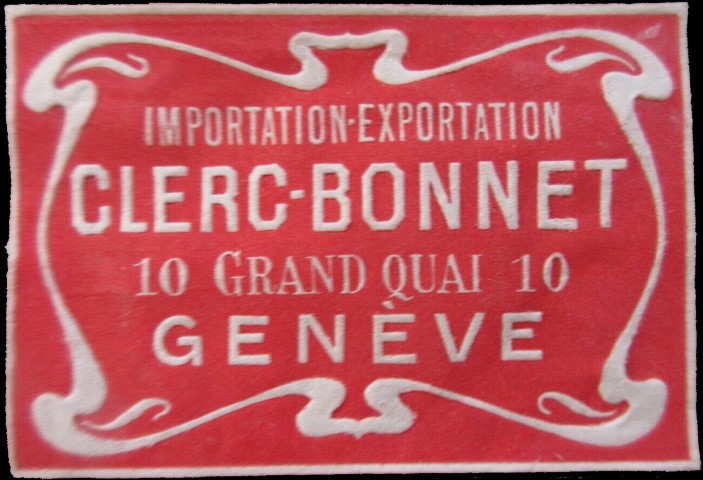 IMPORTATION-EXPORTATION
CLERC-BONNET
10 GRAND QUAI 10
GENÈVE